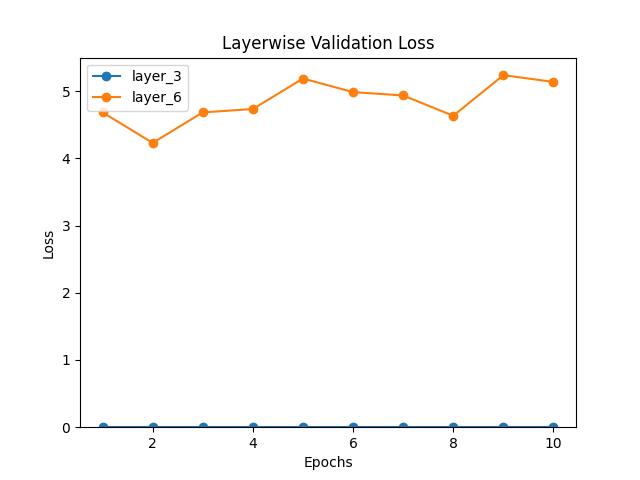 Layerwise Validation Loss
layer_3
layer_6
Loss
5
4
3
2
1
0
2 4 6 8 10
Epochs